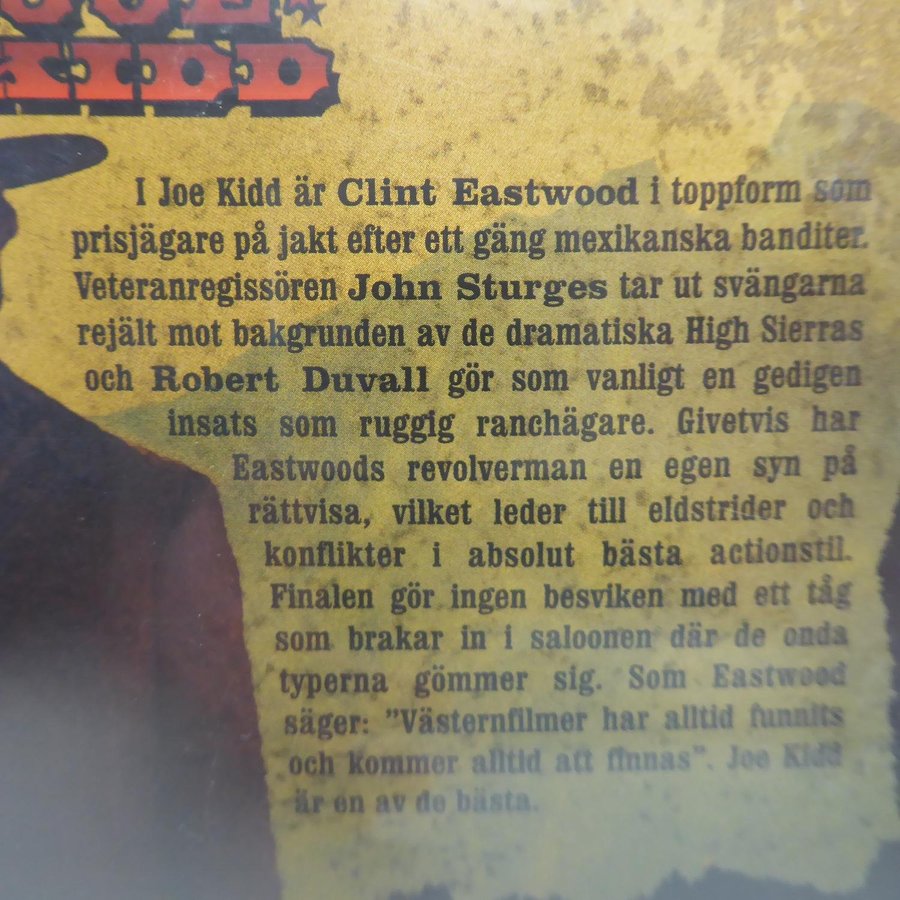 JOE
KIDD
I Joe Kidd är Clint Eastwood i toppform som
prisjägare på jakt efter ett gäng mexikanska banditer.
Veteranregissören John Sturges tar ut svängarna
rejält mot bakgrunden av de dramatiska High Sierras
och Robert Duvall gör som vanligt en gedigen
insats som ruggig ranchägare. Givetvis har
Eastwoods revolverman en egen syn på
rättvisa, vilket leder till eldstrider och
konflikter i absolut bästa actionstil.
Finalen gör ingen besviken med ett tåg
som brakar in i saloonen där de onda
typerna gömmer sig. Som Eastwood
säger: "Västernfilmer har alltid funnits
och kommer alltid att finnas". Joe Kidd
är en av de bästa.